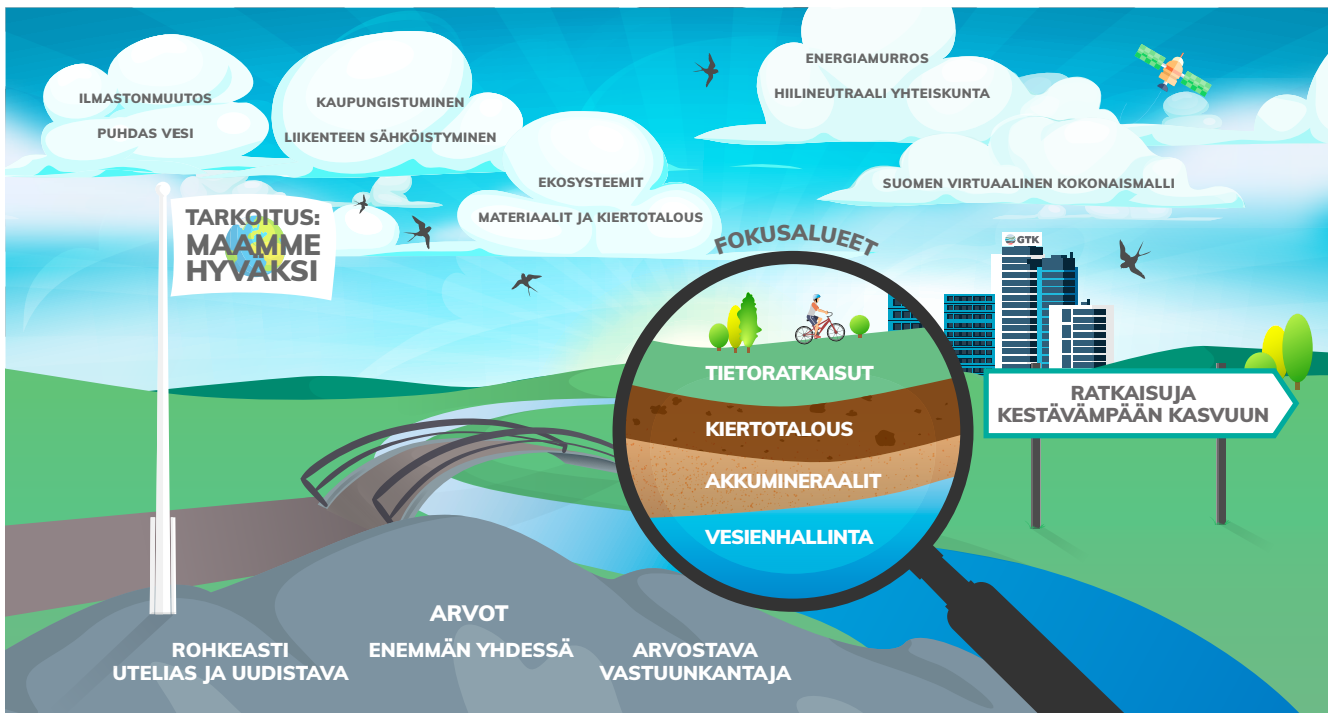 ILMASTONMUUTOS
PUHDAS VESI
KAUPUNGISTUMINEN
LIIKENTEEN SÄHKÖISTYMINEN
EKOSYSTEEMIT
MATERIAALIT JA KIERTOTALOUS
ENERGIAMURROS
HIILINEUTRAALI YHTEISKUNTA
SUOMEN VIRTUAALINEN KOKONAISMALLI
TARKOITUS:
MAAMME
HYVÄKSI
FOKUSALUEET
GTK
TIETORATKAISUT
KIERTOTALOUS
AKKUMINERAALIT
VESIENHALLINTA
RATKAISUJA
KESTÄVÄMPÄÄN KASVUUN
ARVOT
ROHKEASTI
UTELIAS JA UUDISTAVA
ENEMMÄN YHDESSÄ
ARVOSTAVA
VASTUUNKANTAJA